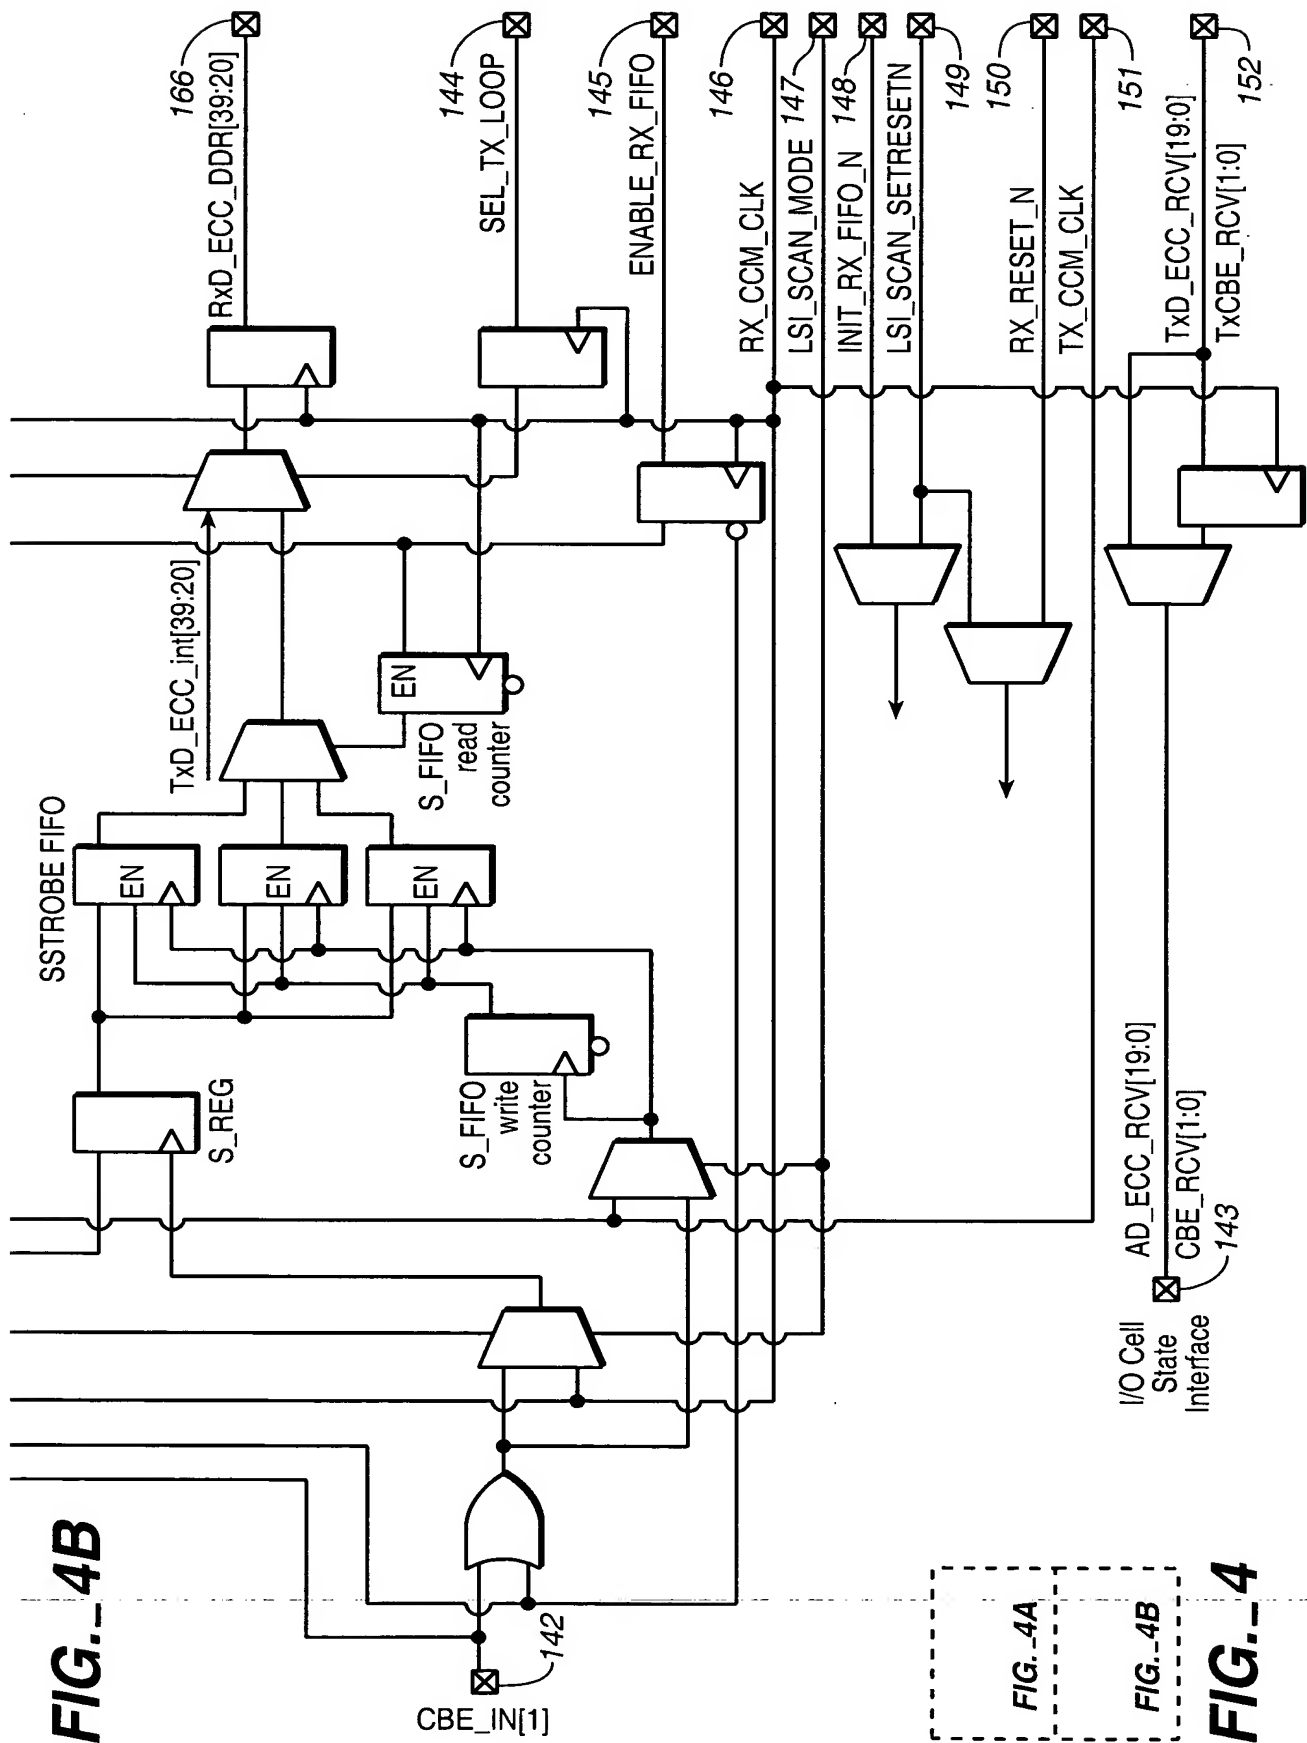 FIG._4B
CBE_IN[1]
142
S_REG
SSTROBE FIFO
EN
EN
EN
S_FIFO
write
counter
TxD_ECC_int[39:20]
S_FIFO
read
counter
EN
RxD_ECC_DDR[39:20]
166
SEL_TX_LOOP
144
ENABLE_RX_FIFO
145
RX_CCM_CLK
146
LSI_SCAN_MODE
147
INIT_RX_FIFO_N
148
LSI_SCAN_SETRESETN
149
RX_RESET_N
150
TX_CCM_CLK
151
TxD_ECC_RCV[19:0]
TxCBE_RCV[1:0]
152
AD_ECC_RCV[19:0]
CBE_RCV[1:0]
143
I/O Cell
State
Interface
FIG._4A
FIG._4B
FIG._4